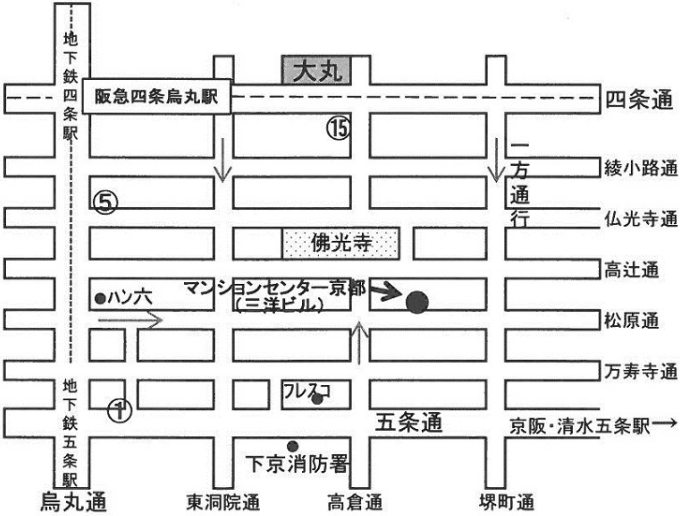 地下鉄四条駅
大丸
阪急四条烏丸駅
四条通
⑮
一方通行
綾小路通
⑤
仏光寺通
佛光寺
高辻通
ハン六
マンションセンター京都
(三洋ビル)
松原通
万寿寺通
地下鉄五条駅
フレスコ
①
五条通
京阪・清水五条駅→
下京消防署
烏丸通
東洞院通
高倉通
堺町通